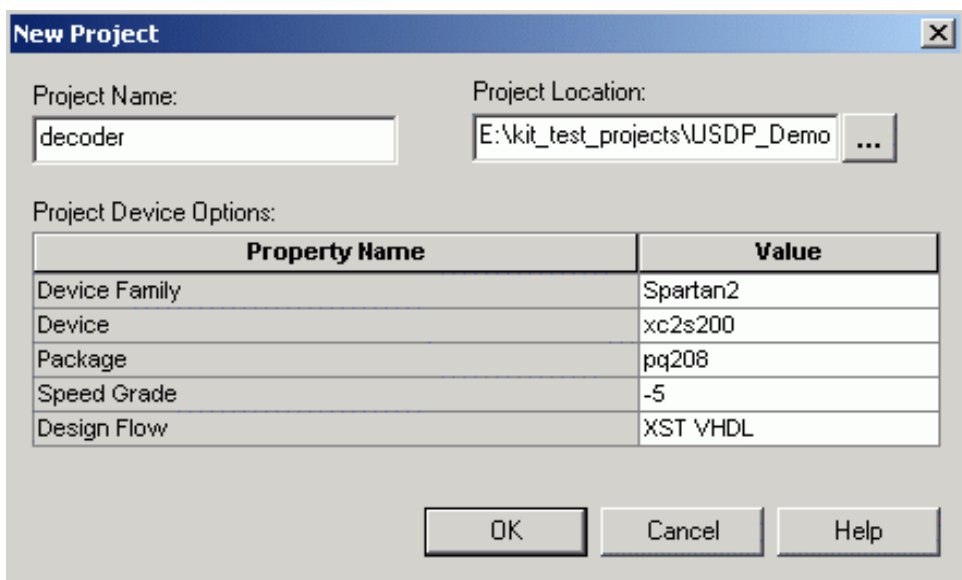 New Project
Project Name:
Project Location:
decoder
E:\kit_test_projects\USDP_Demo
...
Project Device Options:
Property Name Value
Device Family Spartan2
Device xc2s200
Package pq208
Speed Grade -5
Design Flow XST VHDL
OK Cancel Help